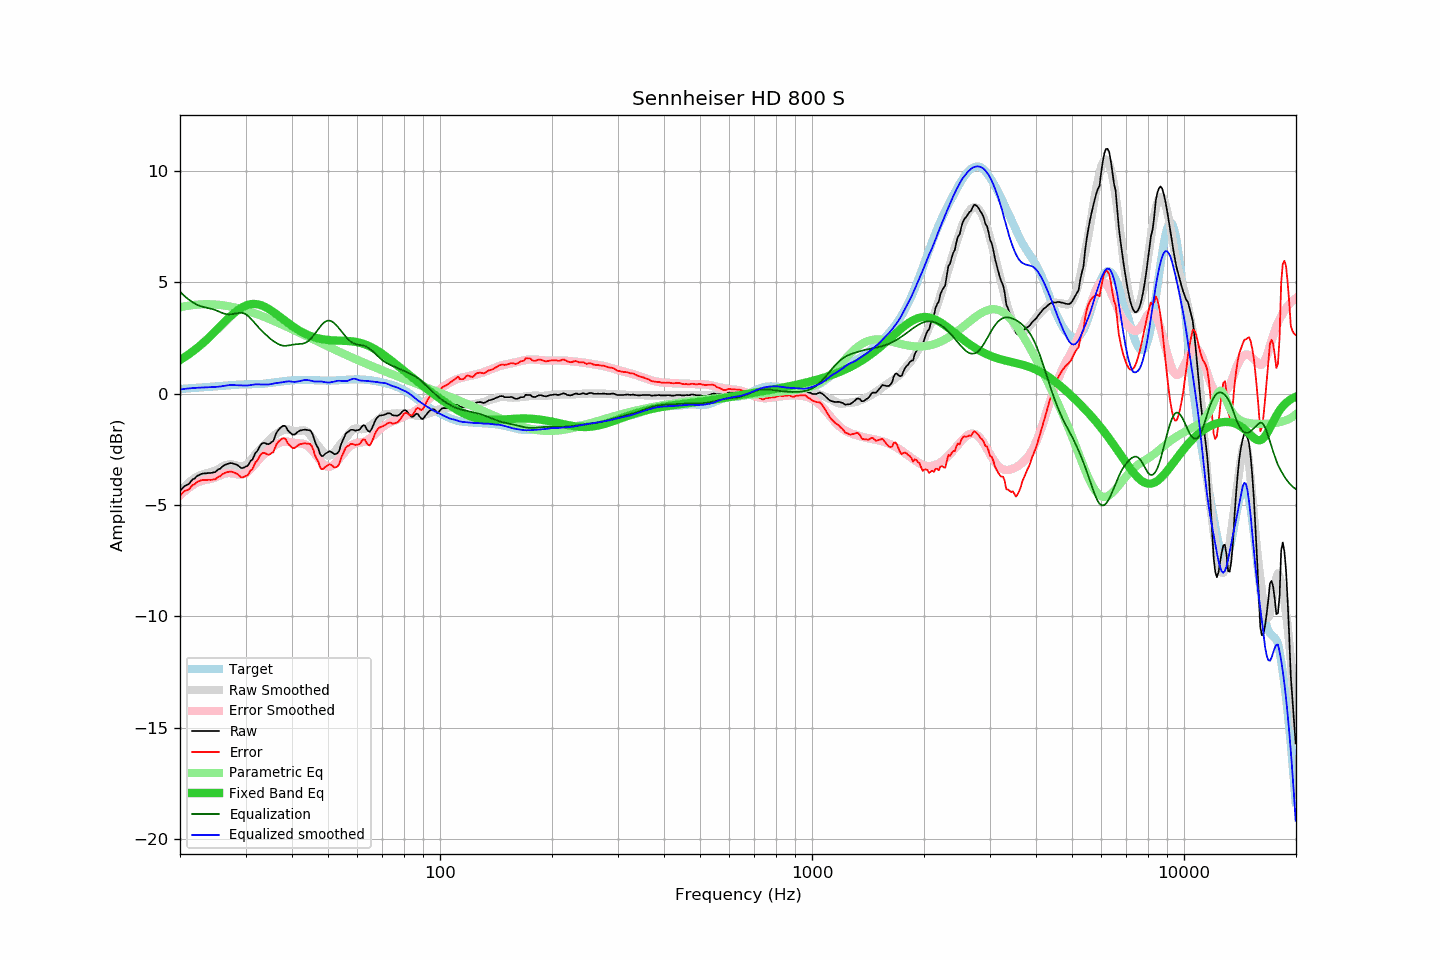 Sennheiser HD 800 S
10
5
0
−5
−10
−15
−20
Amplitude (dBr)
Target
Raw Smoothed
Error Smoothed
Raw
Error
Parametric Eq
Fixed Band Eq
Equalization
Equalized smoothed
100
1000
10000
Frequency (Hz)